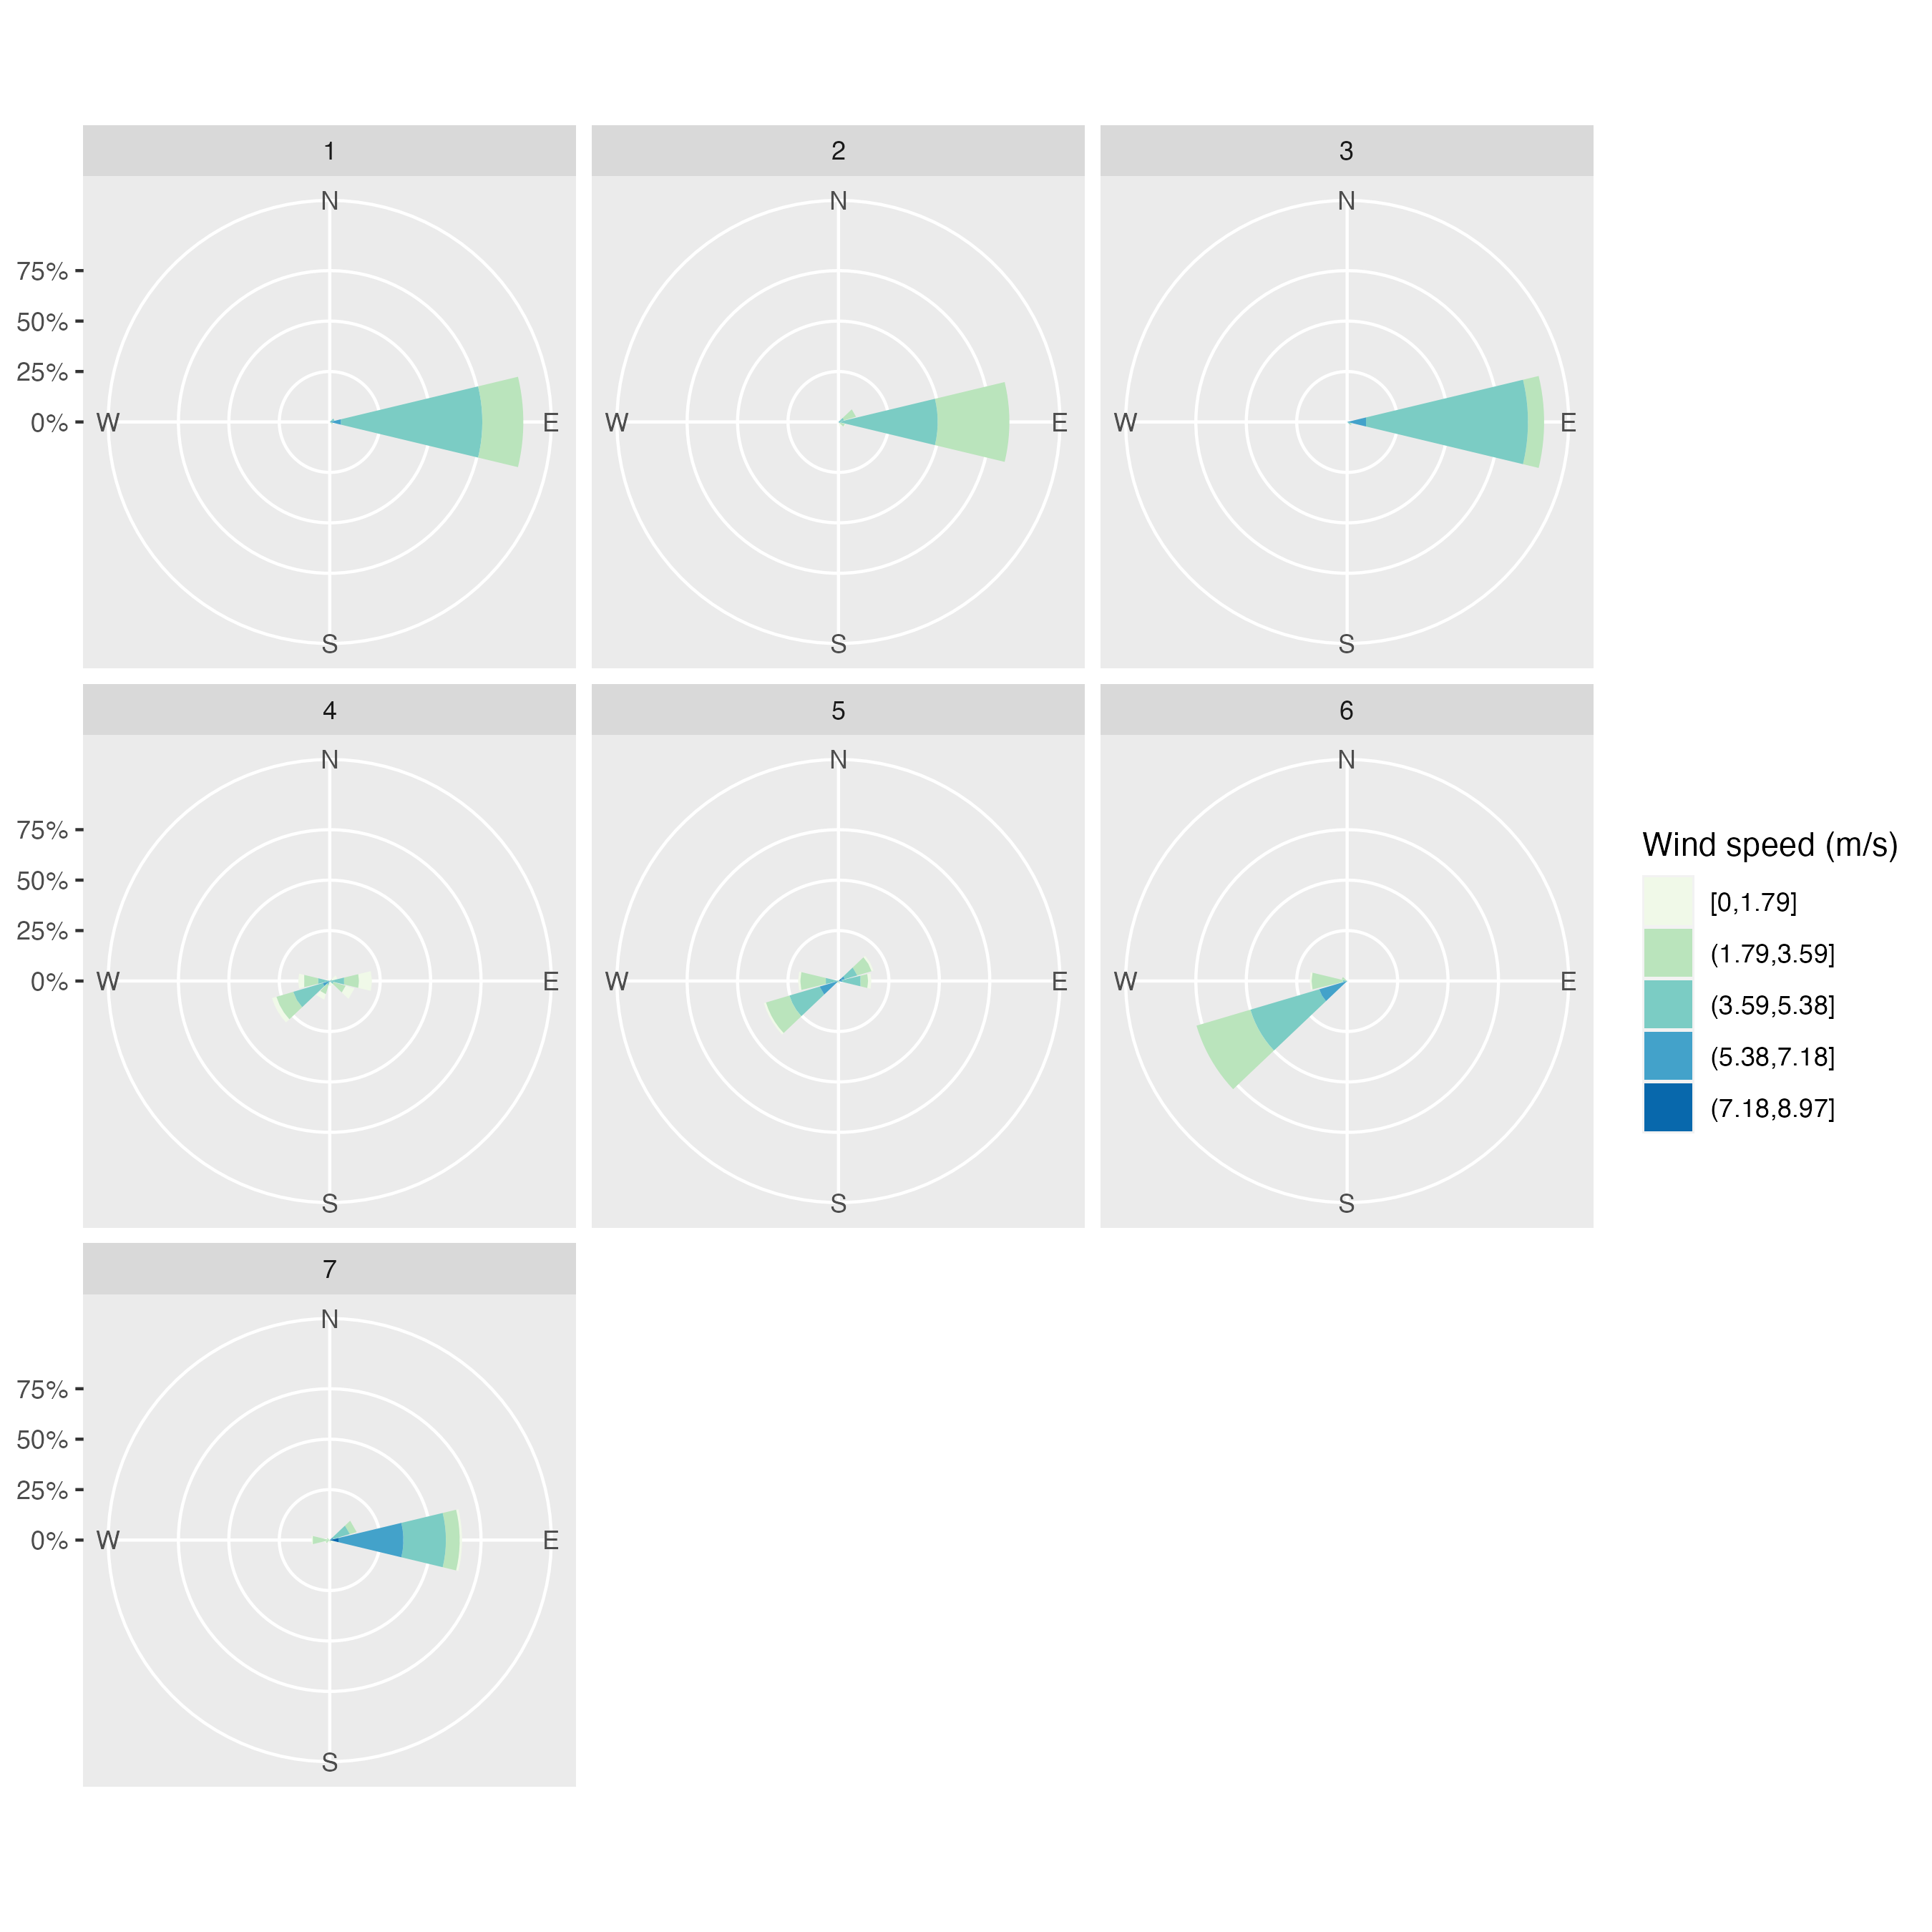 1 2 3
N N N
75%
50%
25%
0% W E W E W E
S S S
4 5 6
N N N
75%
50%
25%
0% W E W E W E
S S S
7
N
75%
50%
25%
0% W E
S
Wind speed (m/s)
[0,1.79]
(1.79,3.59]
(3.59,5.38]
(5.38,7.18]
(7.18,8.97]